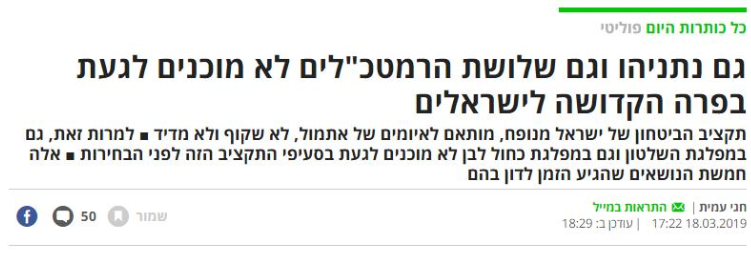 כל כותרות היום פוליטי
גם נתניהו וגם שלושת הרמטכ"לים לא מוכנים לגעת
בפרה הקדושה לישראלים
תקציב הביטחון של ישראל מנופח, מותאם לאיומים של אתמול, לא שקוף ולא מדיד ■ למרות זאת, גם
במפלגת השלטון וגם במפלגת כחול לבן לא מוכנים לגעת בסעיפי התקציב הזה לפני הבחירות ■ אלה
חמשת הנושאים שהגיע הזמן לדון בהם
חגי עמית | התראות במייל
18.03.2019 17:22 | עודכן ב: 18:29
שמור 50 f